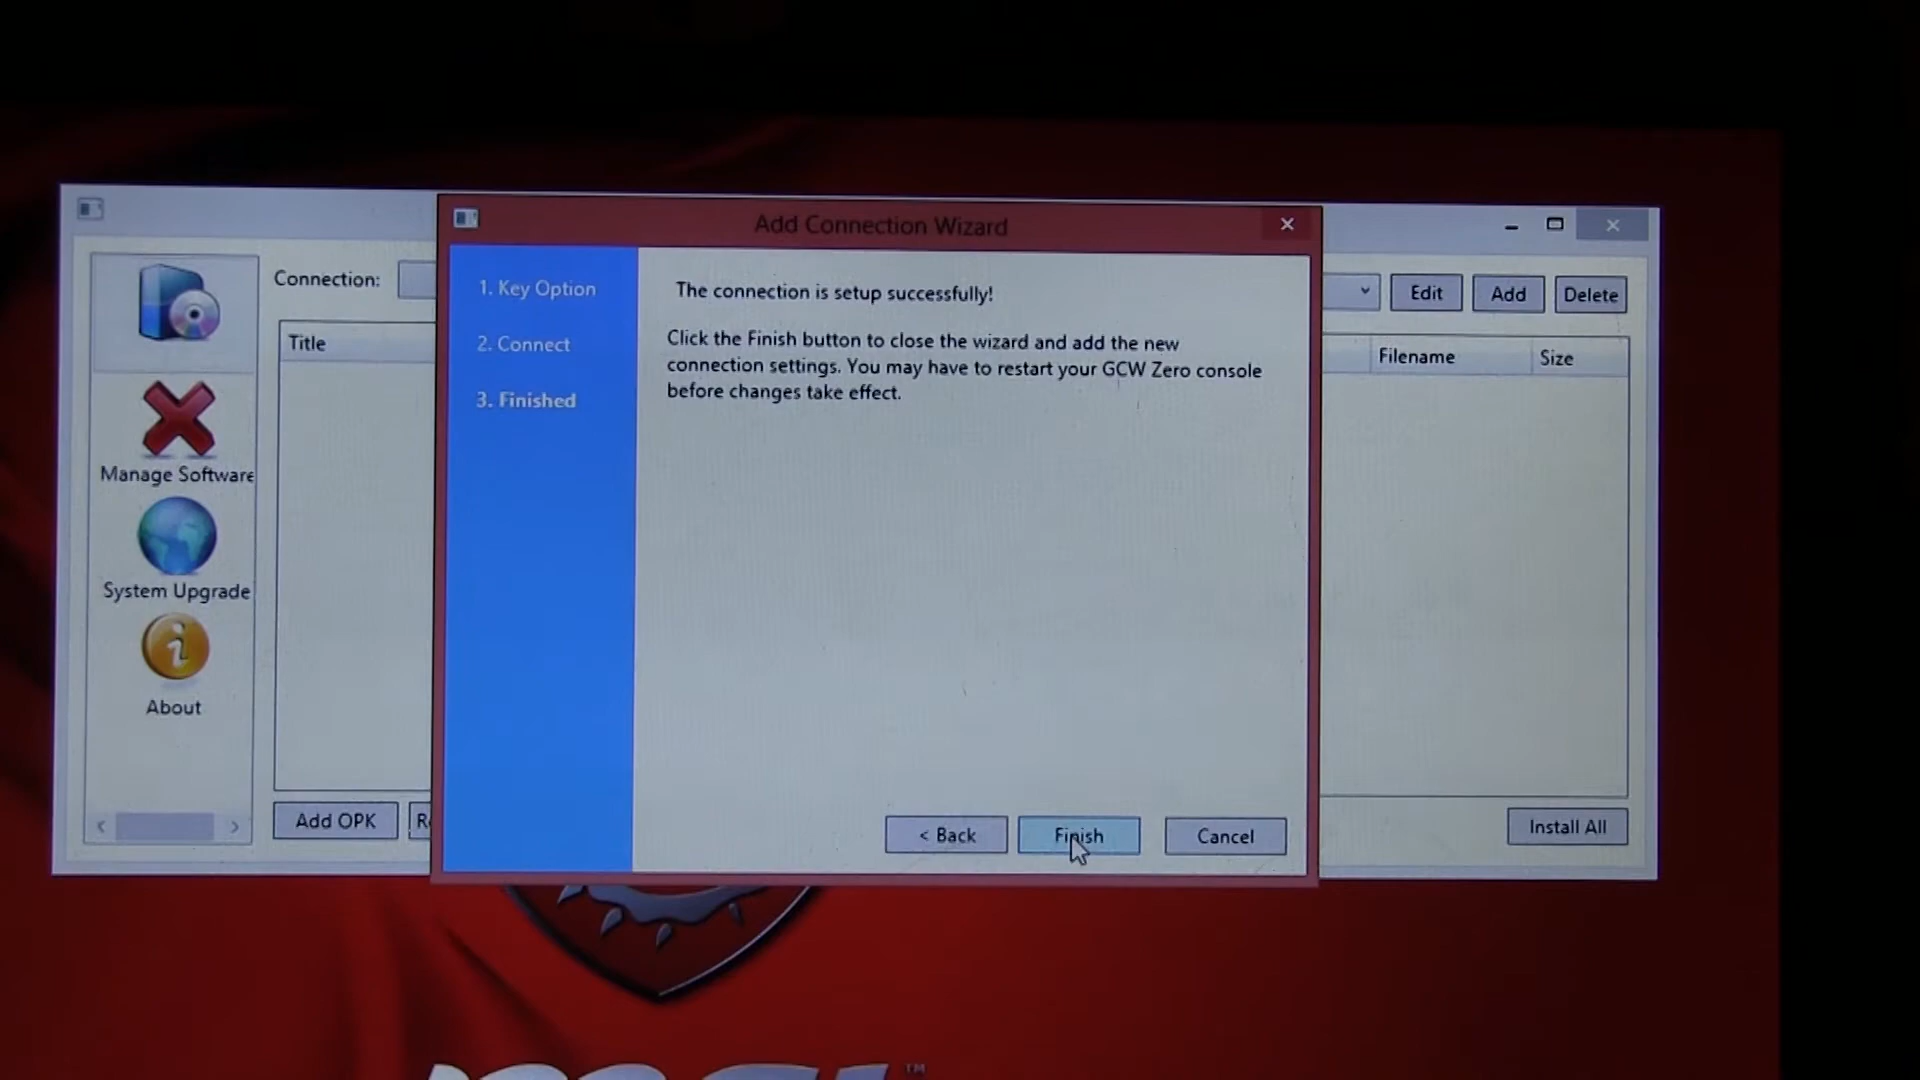 Add Connection Wizard
Connection:
Edit
Add
Delete
Title
Filename
Size
1. Key Option
2. Connect
3. Finished
The connection is setup successfully!
Click the Finish button to close the wizard and add the new
connection settings. You may have to restart your GCW Zero console
before changes take effect.
Manage Software
System Upgrade
About
Add OPK
< Back
Finish
Cancel
Install All
TM